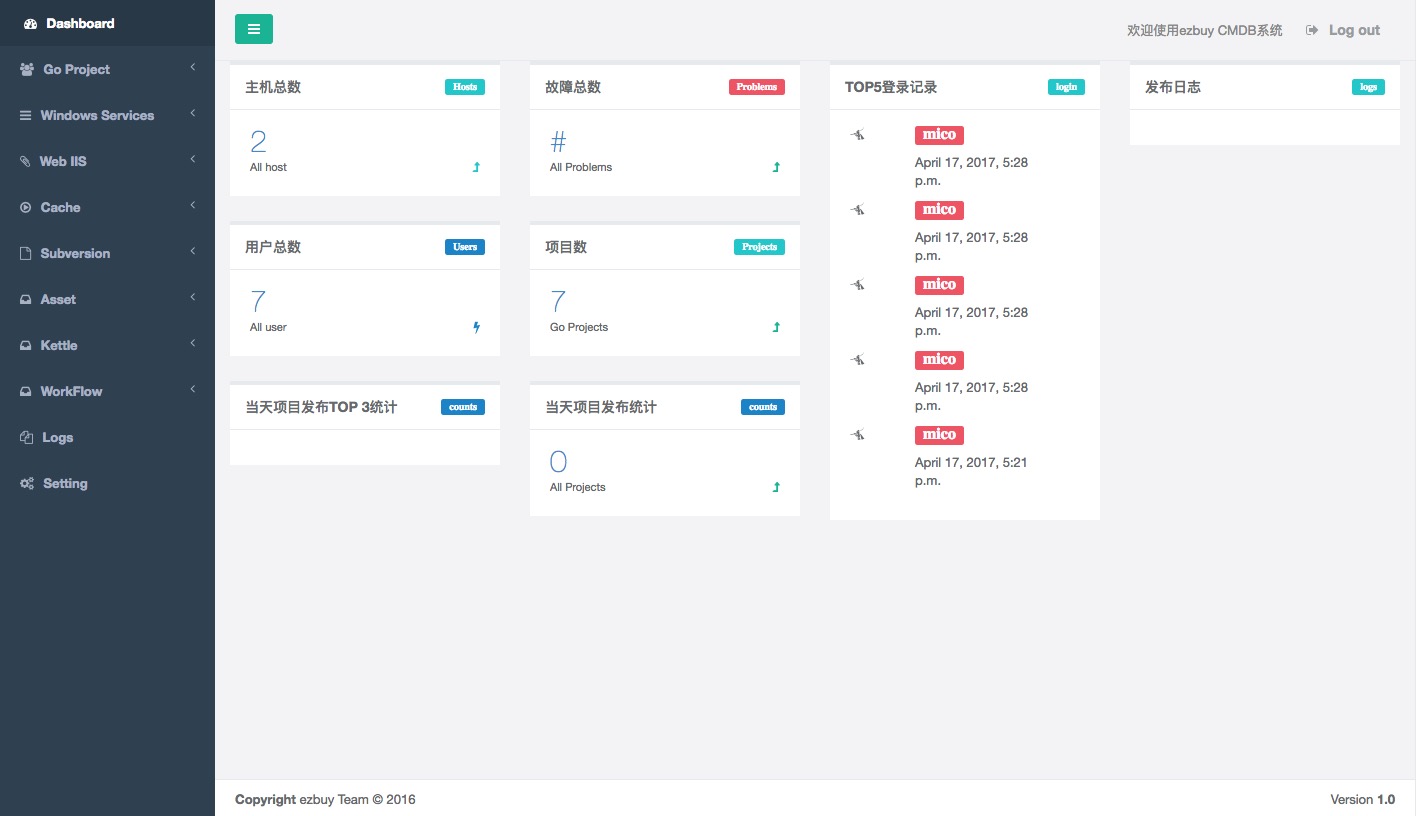 Dashboard
Go Project
Windows Services
Web IIS
Cache
Subversion
Asset
Kettle
WorkFlow
Logs
Setting
欢迎使用ezbuy CMDB系统
Log out
主机总数
Hosts
2
All host
故障总数
Problems
#
All Problems
TOP5登录记录
login
mico
April 17, 2017, 5:28
p.m.
mico
April 17, 2017, 5:28
p.m.
mico
April 17, 2017, 5:28
p.m.
mico
April 17, 2017, 5:28
p.m.
mico
April 17, 2017, 5:21
p.m.
发布日志
logs
用户总数
Users
7
All user
项目数
Projects
7
Go Projects
当天项目发布TOP 3统计
counts
当天项目发布统计
counts
0
All Projects
Copyright ezbuy Team © 2016
Version 1.0